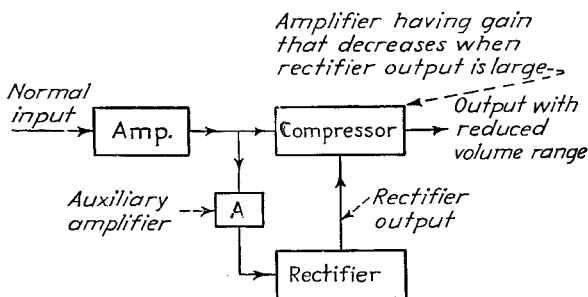 Amplifier having gain
that decreases when
rectifier output is large
Normal
input
Amp.
Compressor
Output with
reduced
volume range
Auxiliary
amplifier
A
Rectifier
output
Rectifier